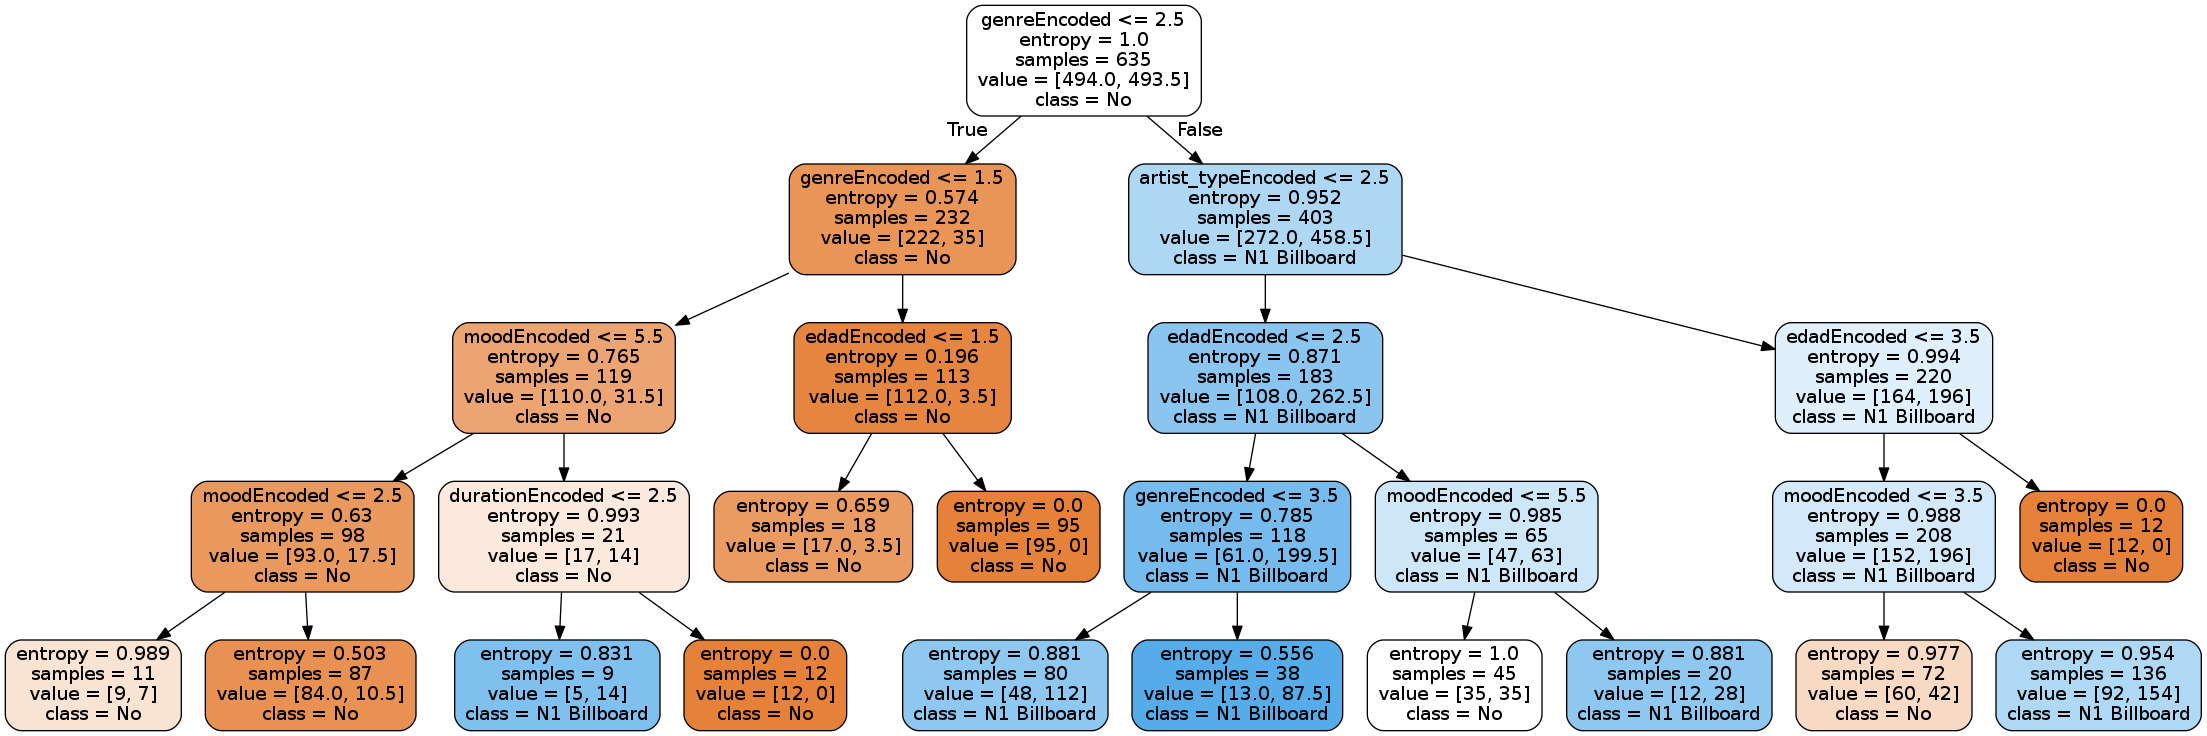 genreEncoded <= 2.5
entropy = 1.0
samples = 635
value = [494.0, 493.5]
class = No
True
False
genreEncoded <= 1.5
entropy = 0.574
samples = 232
value = [222, 35]
class = No
artist_typeEncoded <= 2.5
entropy = 0.952
samples = 403
value = [272.0, 458.5]
class = N1 Billboard
moodEncoded <= 5.5
entropy = 0.765
samples = 119
value = [110.0, 31.5]
class = No
edadEncoded <= 1.5
entropy = 0.196
samples = 113
value = [112.0, 3.5]
class = No
edadEncoded <= 2.5
entropy = 0.871
samples = 183
value = [108.0, 262.5]
class = N1 Billboard
edadEncoded <= 3.5
entropy = 0.994
samples = 220
value = [164, 196]
class = N1 Billboard
moodEncoded <= 2.5
entropy = 0.63
samples = 98
value = [93.0, 17.5]
class = No
durationEncoded <= 2.5
entropy = 0.993
samples = 21
value = [17, 14]
class = No
entropy = 0.659
samples = 18
value = [17.0, 3.5]
class = No
entropy = 0.0
samples = 95
value = [95, 0]
class = No
genreEncoded <= 3.5
entropy = 0.785
samples = 118
value = [61.0, 199.5]
class = N1 Billboard
moodEncoded <= 5.5
entropy = 0.985
samples = 65
value = [47, 63]
class = N1 Billboard
moodEncoded <= 3.5
entropy = 0.988
samples = 208
value = [152, 196]
class = N1 Billboard
entropy = 0.0
samples = 12
value = [12, 0]
class = No
entropy = 0.989
samples = 11
value = [9, 7]
class = No
entropy = 0.503
samples = 87
value = [84.0, 10.5]
class = No
entropy = 0.831
samples = 9
value = [5, 14]
class = N1 Billboard
entropy = 0.0
samples = 12
value = [12, 0]
class = No
entropy = 0.881
samples = 80
value = [48, 112]
class = N1 Billboard
entropy = 0.556
samples = 38
value = [13.0, 87.5]
class = N1 Billboard
entropy = 1.0
samples = 45
value = [35, 35]
class = No
entropy = 0.881
samples = 20
value = [12, 28]
class = N1 Billboard
entropy = 0.977
samples = 72
value = [60, 42]
class = No
entropy = 0.954
samples = 136
value = [92, 154]
class = N1 Billboard